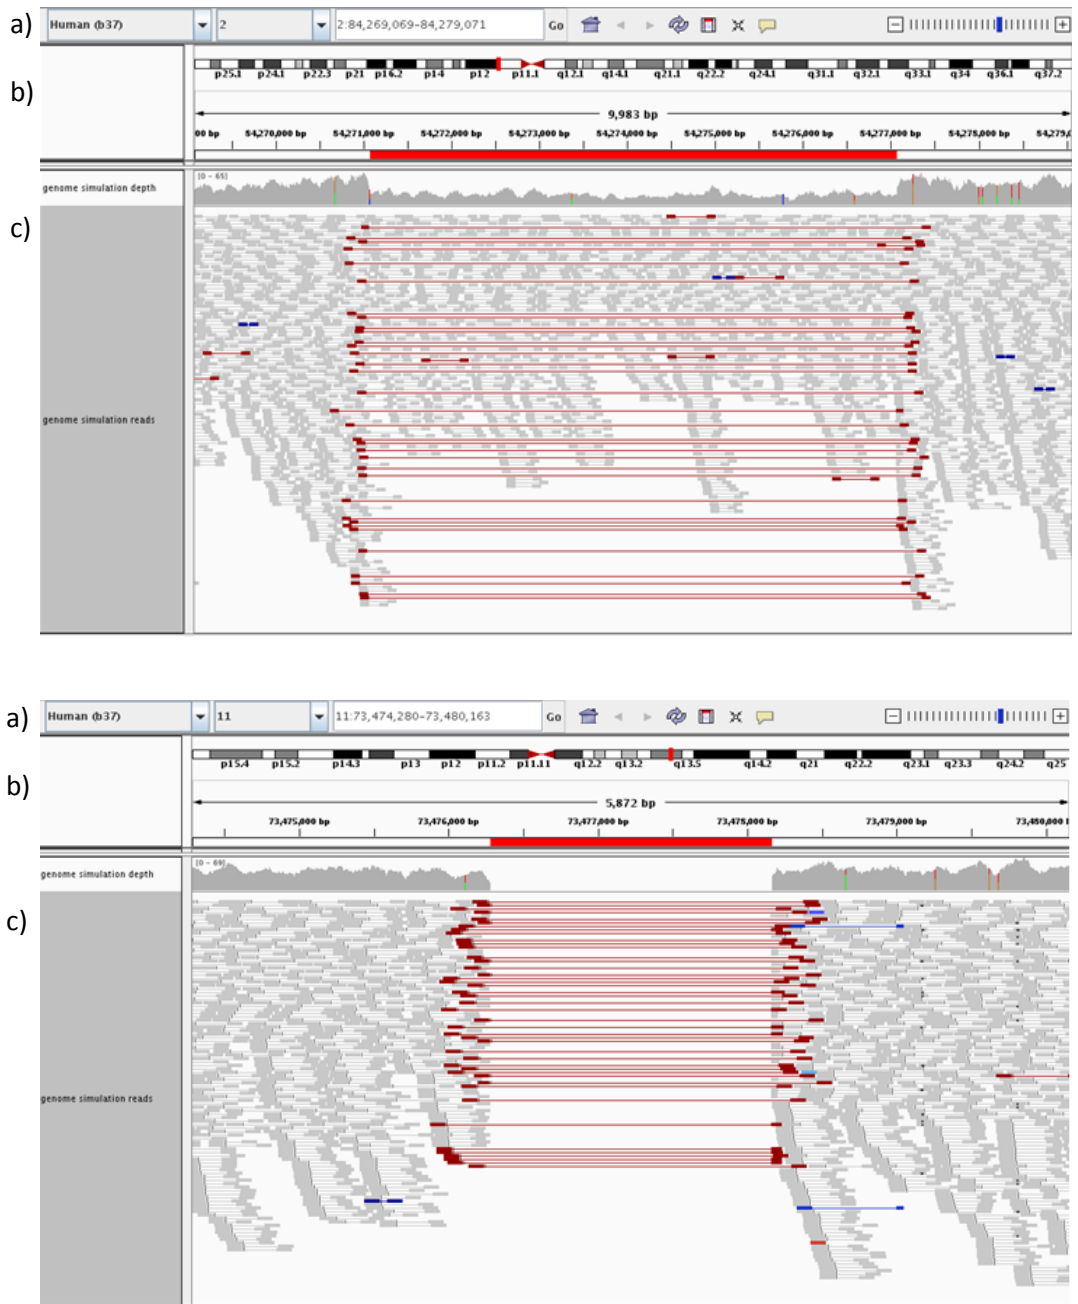 a) Human (b37) 2 2:84,269,069-84,279,071 Go
p25.1 p24.1 p22.3 p21 p16.2 p14 p12 p11.1 q12.1 q14.1 q21.1 q22.2 q24.1 q31.1 q32.1 q33.1 q34 q36.1 q37.2
b)
9,983 bp
00 bp 84,270,000 bp 84,271,000 bp 84,272,000 bp 84,273,000 bp 84,274,000 bp 84,275,000 bp 84,276,000 bp 84,277,000 bp 84,278,000 bp 84,279,0
[0 - 65]
genome simulation depth
c)
genome simulation reads
a) Human (b37) 11 11:73,474,280-73,480,163 Go
p15.4 p15.2 p14.3 p13 p12 p11.2 p11.11 q12.2 q13.2 q13.5 q14.2 q21 q22.2 q23.1 q23.3 q24.2 q25
b)
5,872 bp
73,475,000 bp 73,476,000 bp 73,477,000 bp 73,478,000 bp 73,479,000 bp 73,480,000 b
[0 - 69]
genome simulation depth
c)
genome simulation reads